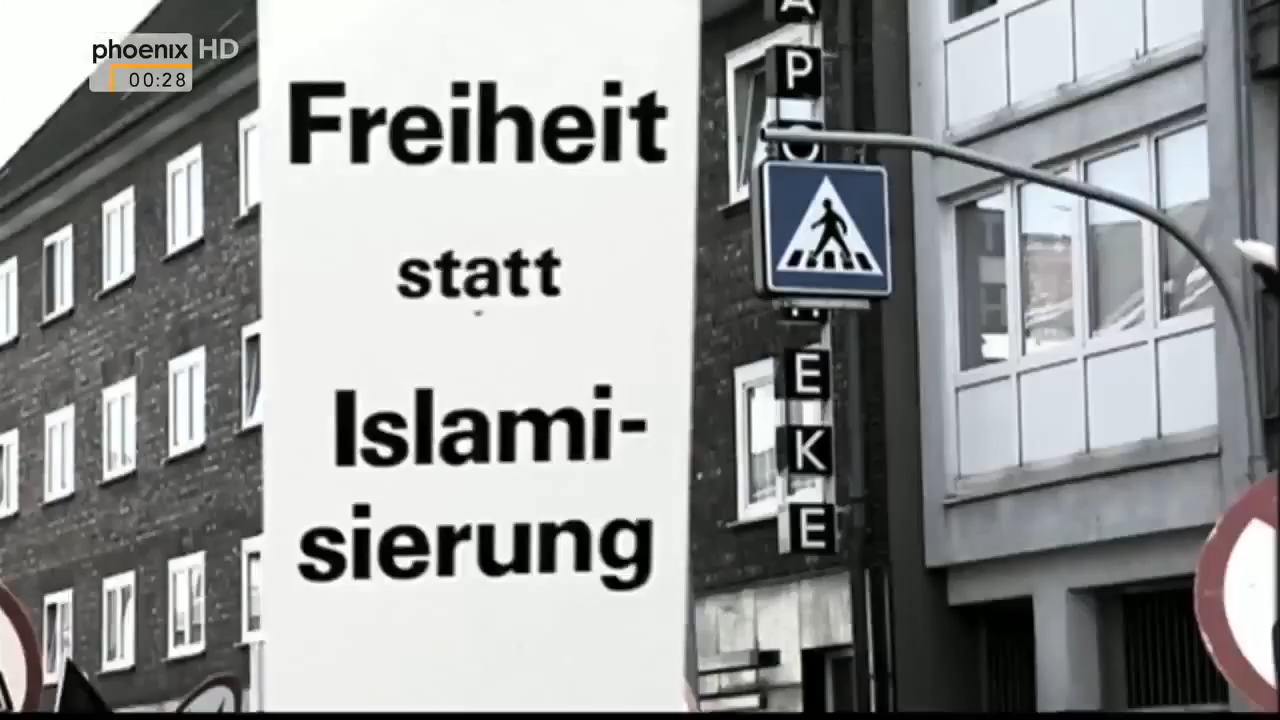 phoenix HD
00:28
Freiheit
statt
Islami-
sierung
A
P
O
E
K
E